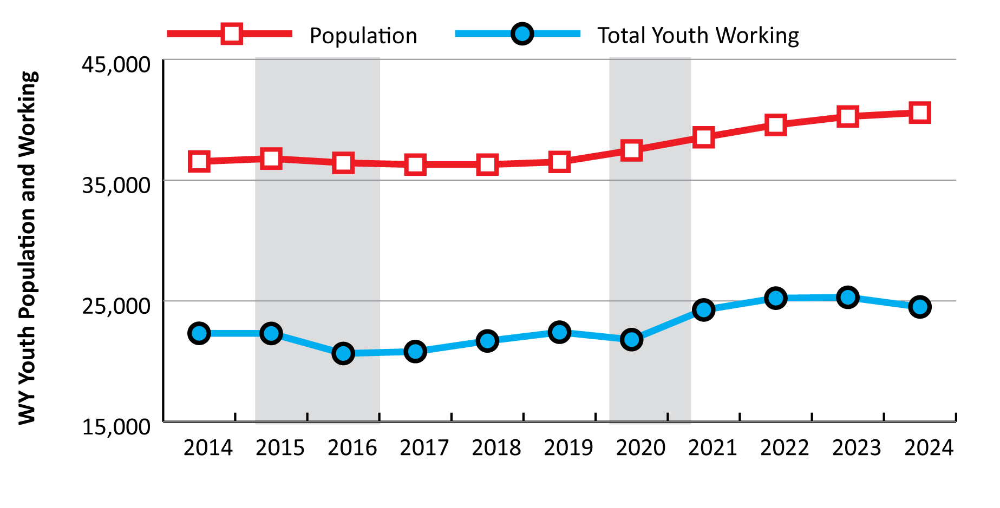 Population
Total Youth Working
WY Youth Population and Working
45,000
35,000
25,000
15,000
2014 2015 2016 2017 2018 2019 2020 2021 2022 2023 2024